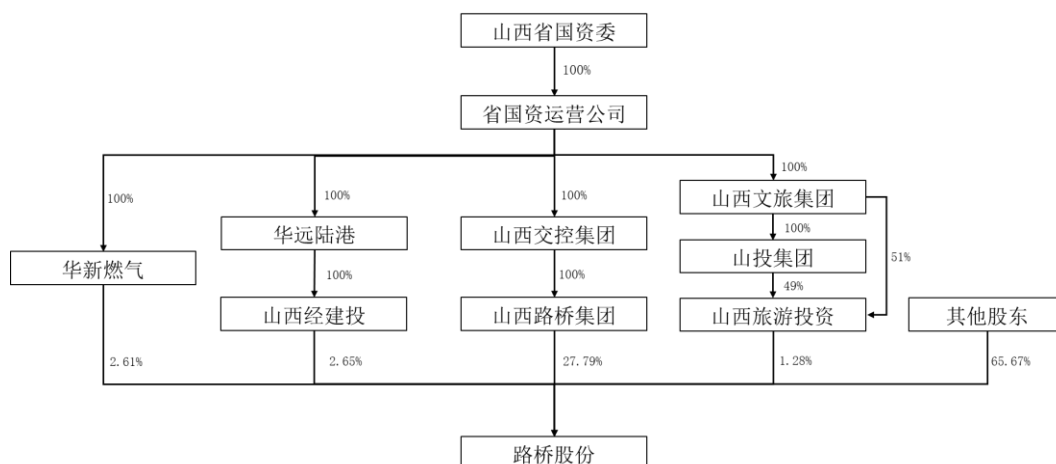 山西省国资委
100%
省国资运营公司
100%
100%
100%
100%
山西文旅集团
华远陆港
山西交控集团
100%
51%
华新燃气
山投集团
100%
100%
49%
山西经建投
山西路桥集团
山西旅游投资
其他股东
2.61%
2.65%
27.79%
1.28%
65.67%
路桥股份